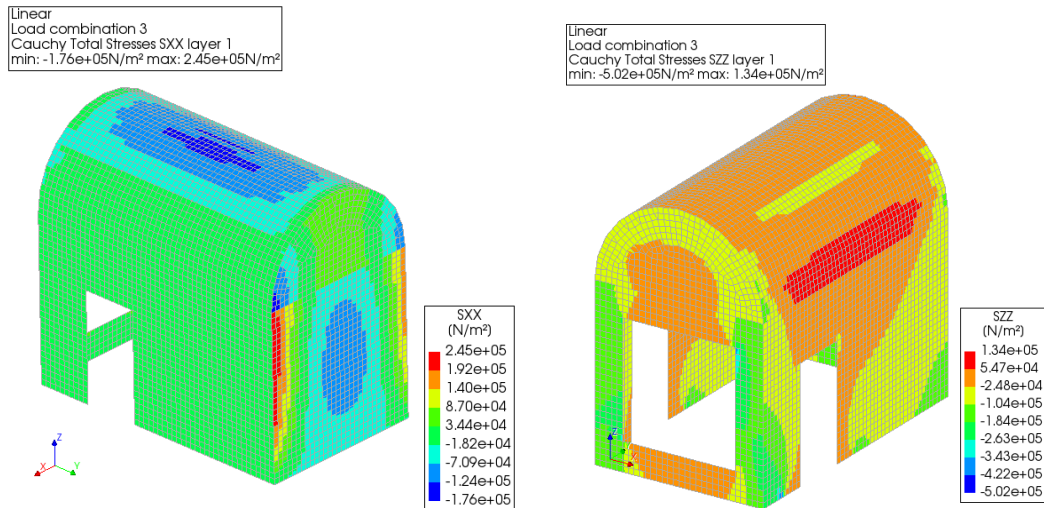 Linear
Load combination 3
Cauchy Total Stresses SXX layer 1
min: -1.76e+05N/m² max: 2.45e+05N/m²
SXX
(N/m²)
2.45e+05
1.92e+05
1.40e+05
8.70e+04
3.44e+04
-1.82e+04
-7.09e+04
-1.24e+05
-1.76e+05
Z
X
Y
Linear
Load combination 3
Cauchy Total Stresses SZZ layer 1
min: -5.02e+05N/m² max: 1.34e+05N/m²
SZZ
(N/m²)
1.34e+05
5.47e+04
-2.48e+04
-1.04e+05
-1.84e+05
-2.63e+05
-3.43e+05
-4.22e+05
-5.02e+05
Z
X